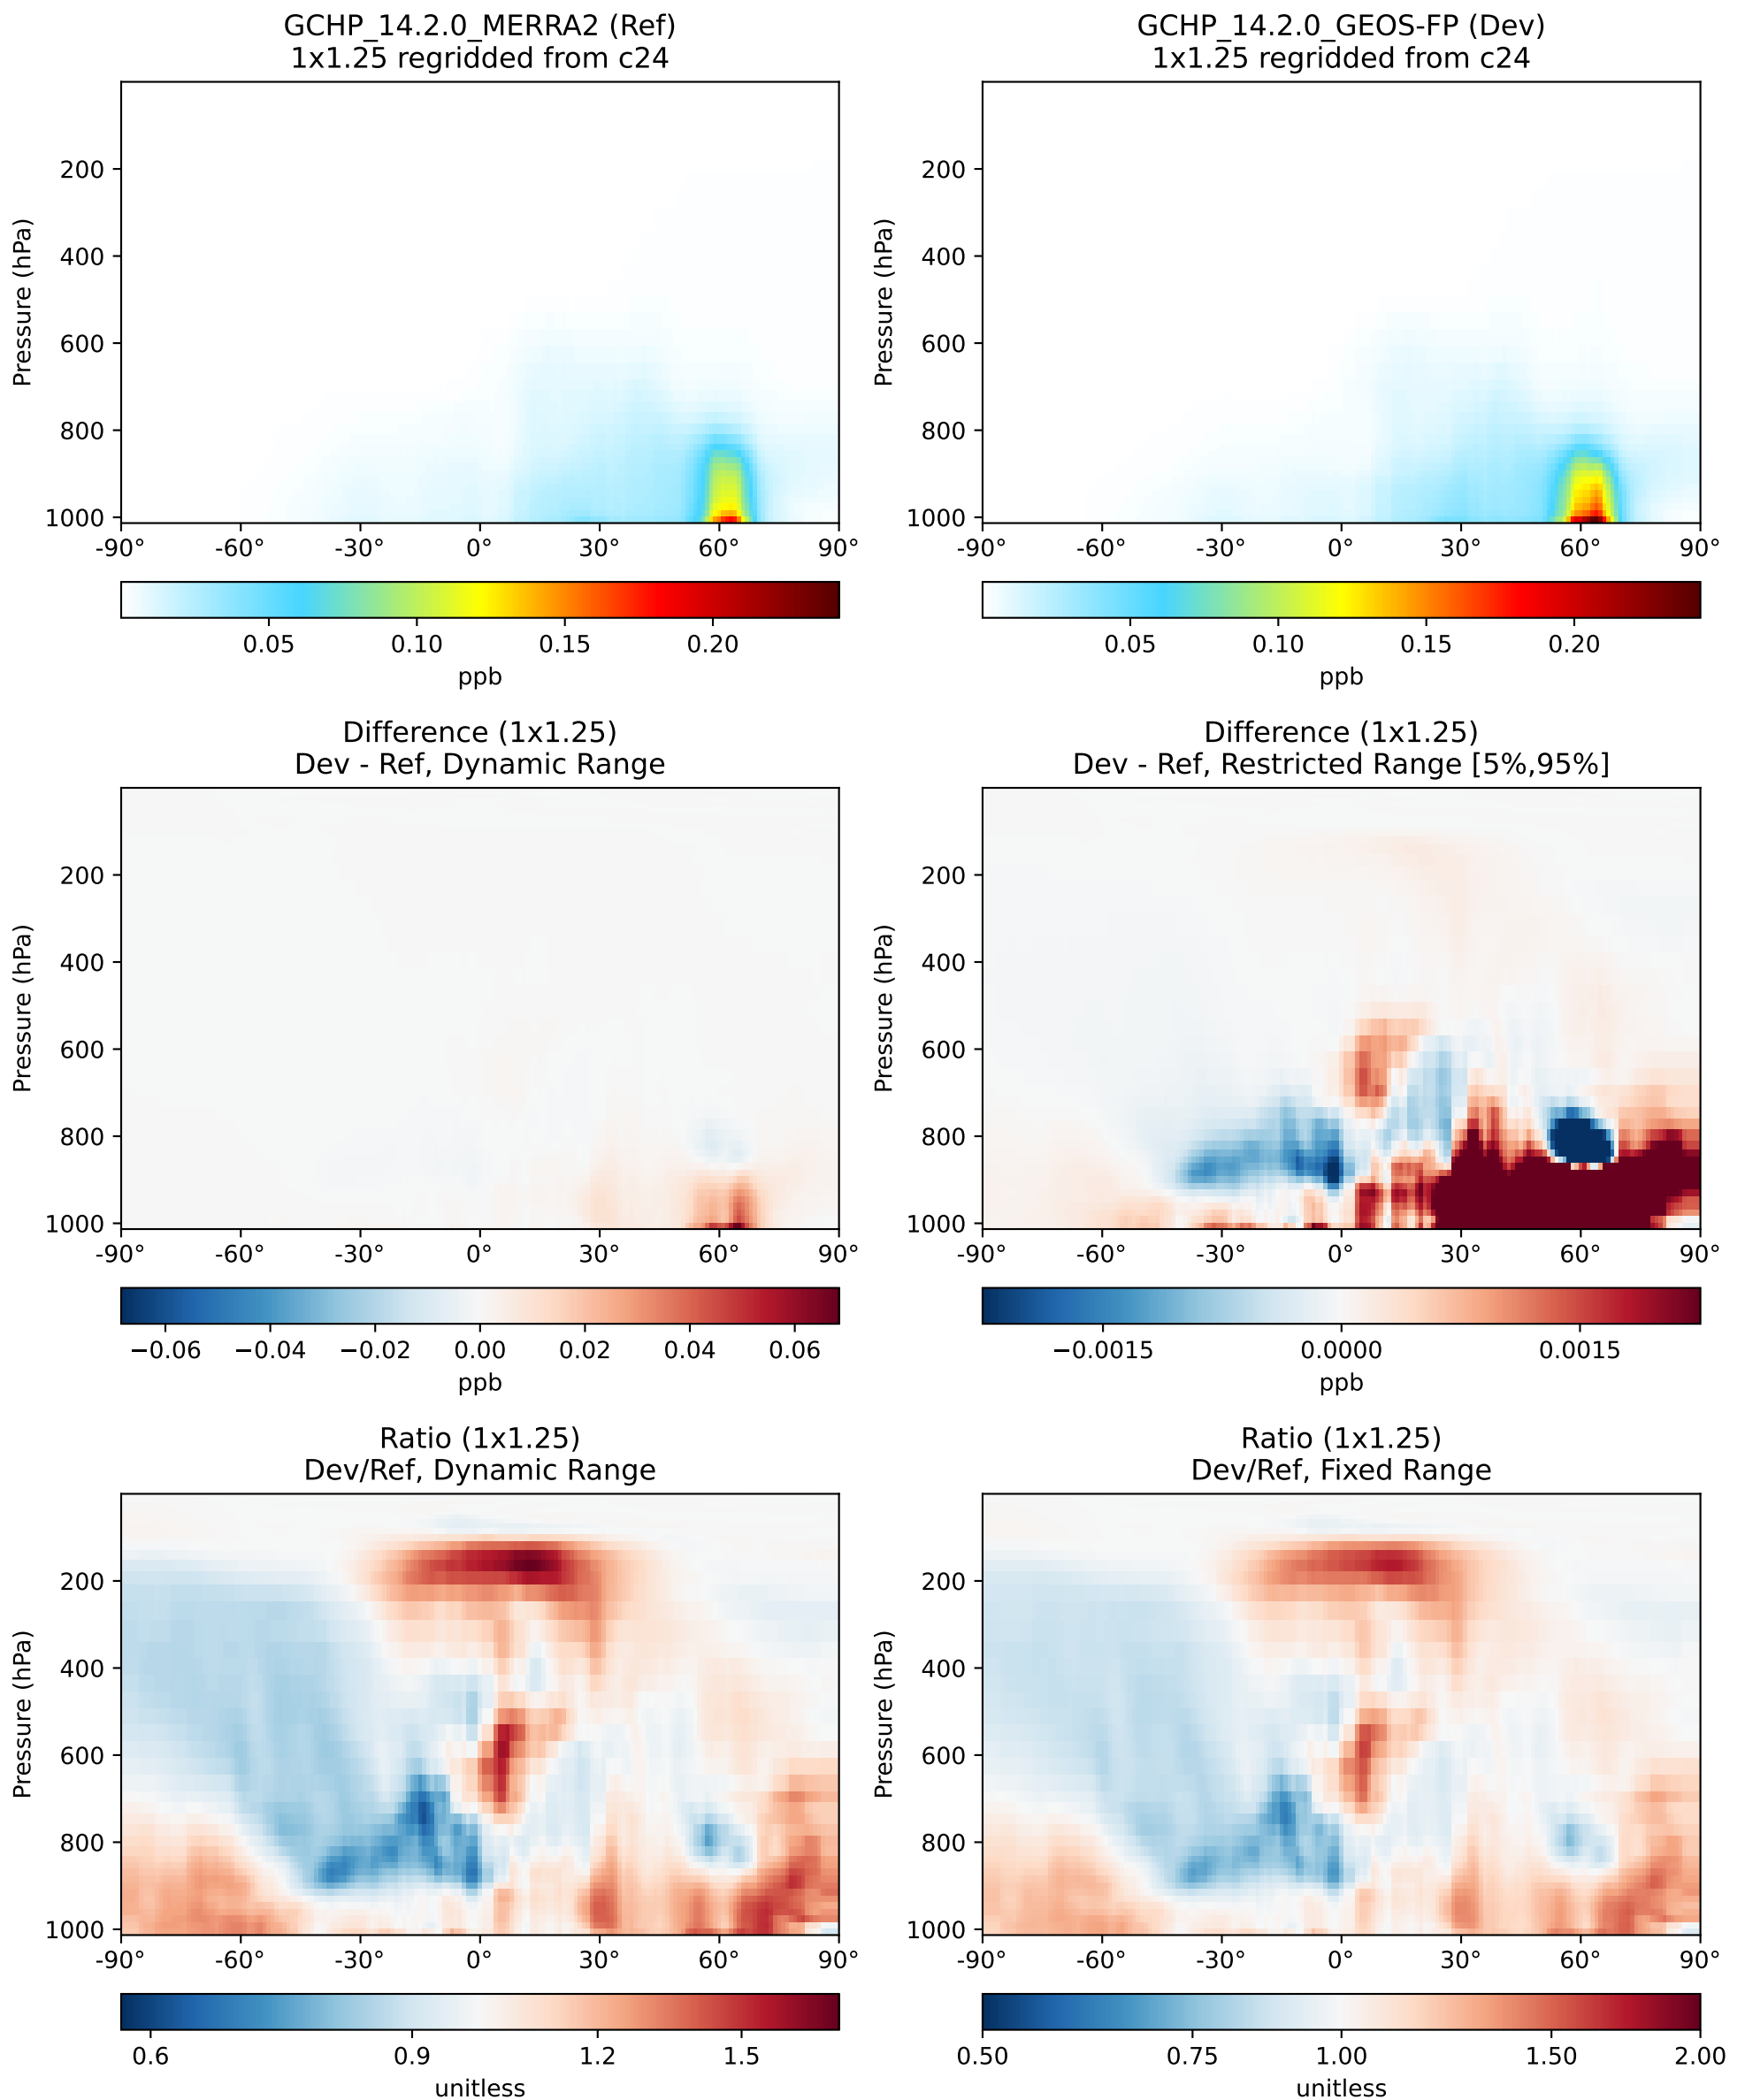 GCHP_14.2.0_MERRA2 (Ref)
1x1.25 regridded from c24
Pressure (hPa)
200
400
600
800
1000
-90° -60° -30° 0° 30° 60° 90°
0.05 0.10 0.15 0.20
ppb
GCHP_14.2.0_GEOS-FP (Dev)
1x1.25 regridded from c24
Pressure (hPa)
200
400
600
800
1000
-90° -60° -30° 0° 30° 60° 90°
0.05 0.10 0.15 0.20
ppb
Difference (1x1.25)
Dev - Ref, Dynamic Range
Pressure (hPa)
200
400
600
800
1000
-90° -60° -30° 0° 30° 60° 90°
−0.06 −0.04 −0.02 0.00 0.02 0.04 0.06
ppb
Difference (1x1.25)
Dev - Ref, Restricted Range [5%,95%]
Pressure (hPa)
200
400
600
800
1000
-90° -60° -30° 0° 30° 60° 90°
−0.0015 0.0000 0.0015
ppb
Ratio (1x1.25)
Dev/Ref, Dynamic Range
Pressure (hPa)
200
400
600
800
1000
-90° -60° -30° 0° 30° 60° 90°
0.6 0.9 1.2 1.5
unitless
Ratio (1x1.25)
Dev/Ref, Fixed Range
Pressure (hPa)
200
400
600
800
1000
-90° -60° -30° 0° 30° 60° 90°
0.50 0.75 1.00 1.50 2.00
unitless